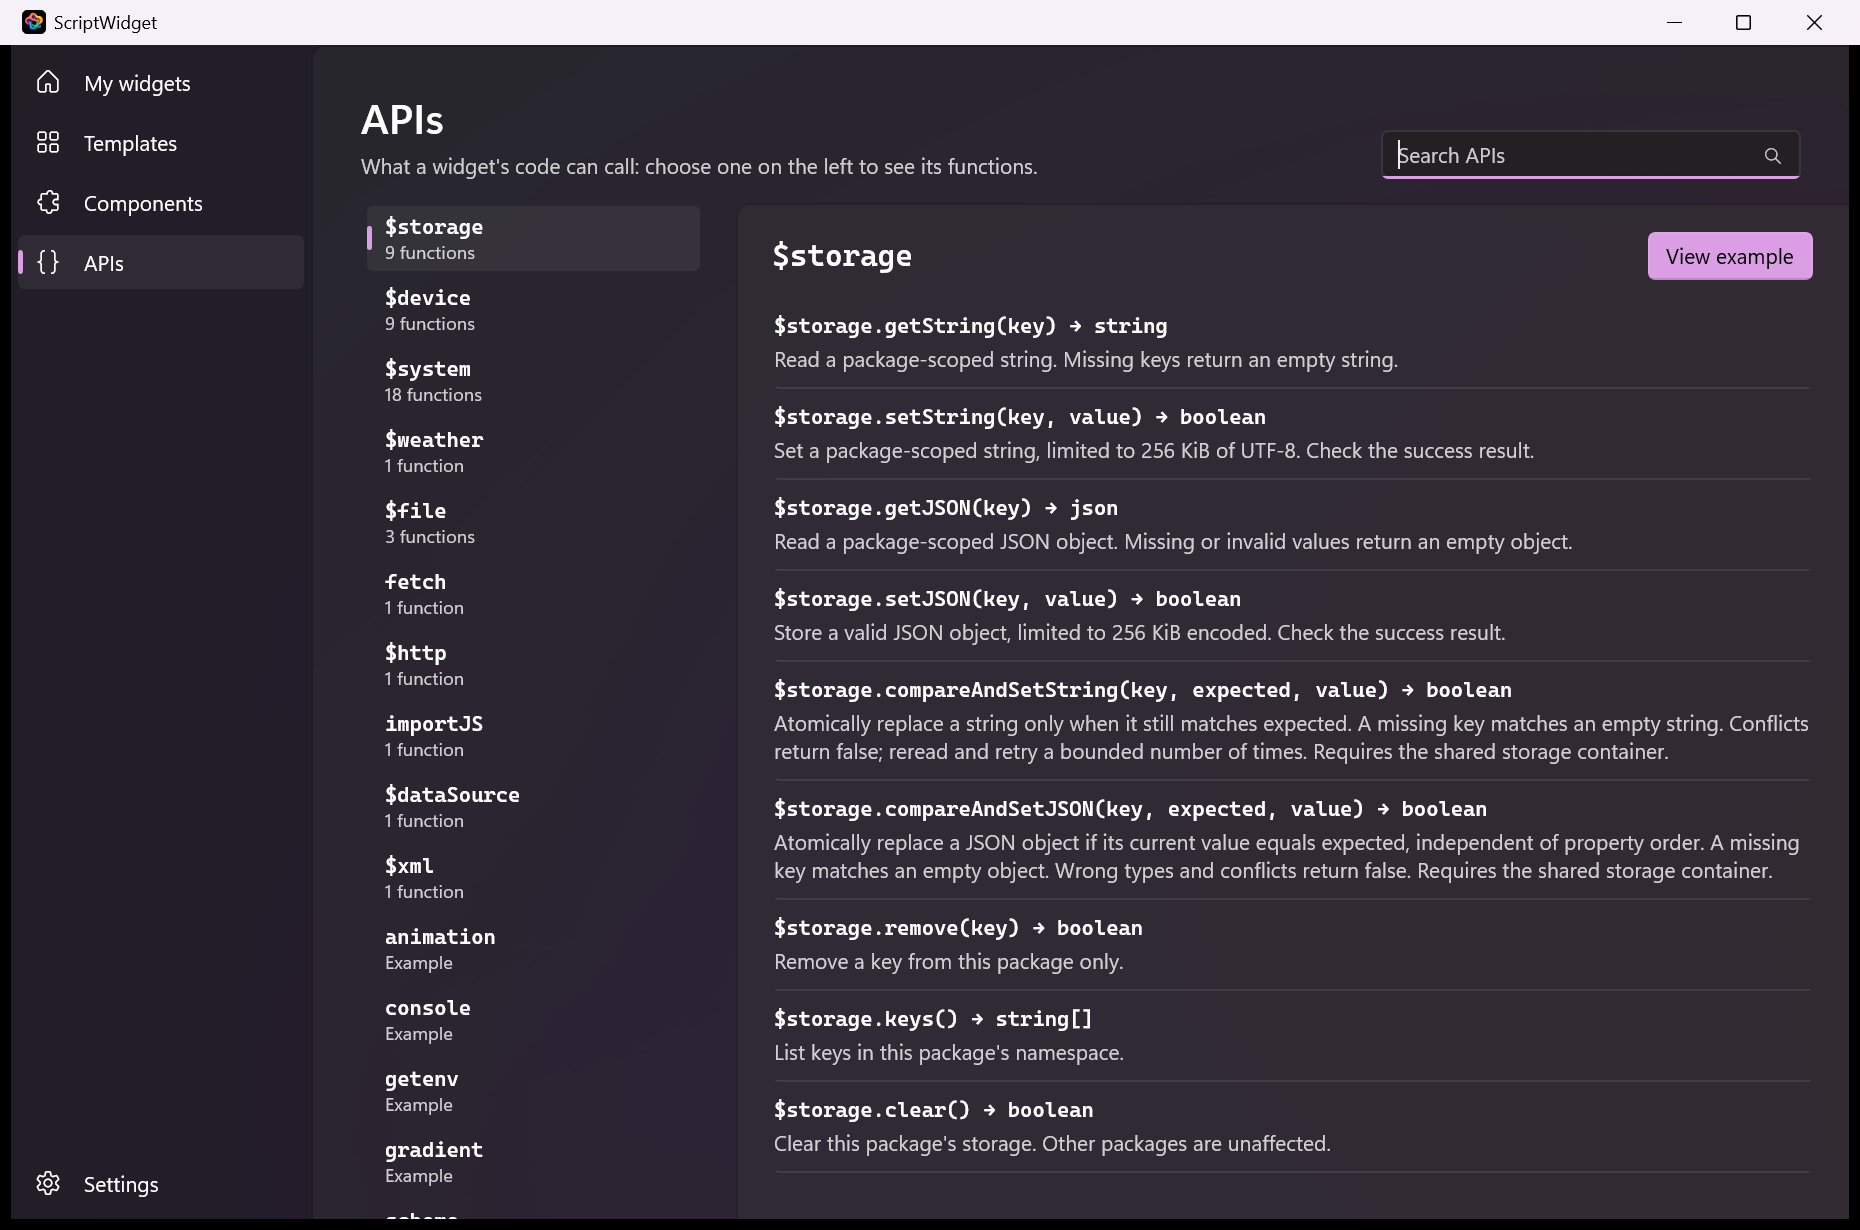 ScriptWidget
My widgets
Templates
Components
APIs
Settings
APIs
What a widget's code can call: choose one on the left to see its functions.
Search APIs
$storage
9 functions
$device
9 functions
$system
18 functions
$weather
1 function
$file
3 functions
fetch
1 function
$http
1 function
importJS
1 function
$dataSource
1 function
$xml
1 function
animation
Example
console
Example
getenv
Example
gradient
Example
$storage
View example
$storage.getString(key) → string
Read a package-scoped string. Missing keys return an empty string.
$storage.setString(key, value) → boolean
Set a package-scoped string, limited to 256 KiB of UTF-8. Check the success result.
$storage.getJSON(key) → json
Read a package-scoped JSON object. Missing or invalid values return an empty object.
$storage.setJSON(key, value) → boolean
Store a valid JSON object, limited to 256 KiB encoded. Check the success result.
$storage.compareAndSetString(key, expected, value) → boolean
Atomically replace a string only when it still matches expected. A missing key matches an empty string. Conflicts
return false; reread and retry a bounded number of times. Requires the shared storage container.
$storage.compareAndSetJSON(key, expected, value) → boolean
Atomically replace a JSON object if its current value equals expected, independent of property order. A missing
key matches an empty object. Wrong types and conflicts return false. Requires the shared storage container.
$storage.remove(key) → boolean
Remove a key from this package only.
$storage.keys() → string[]
List keys in this package's namespace.
$storage.clear() → boolean
Clear this package's storage. Other packages are unaffected.